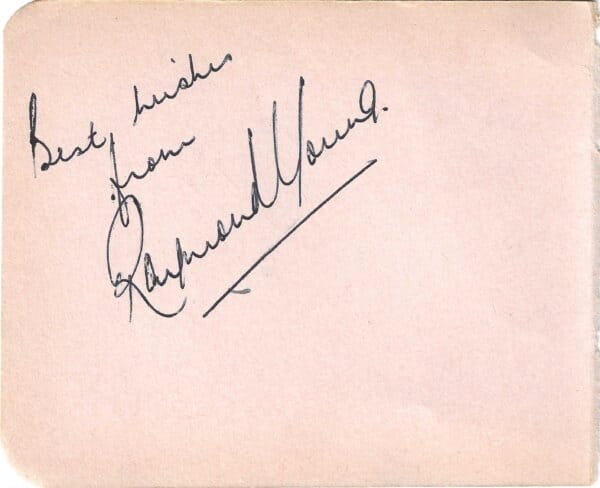 Best wishes
from
Raymond Young.